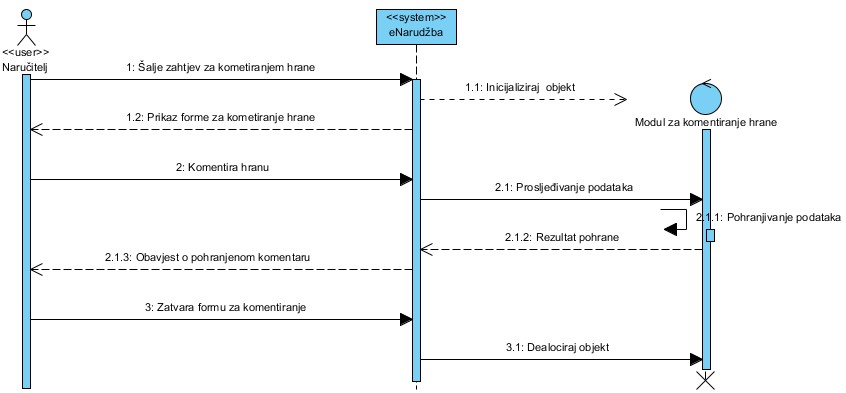 <<system>>
eNarudžba
<<user>>
Naručitelj
1: Šalje zahtjev za kometiranjem hrane
1.1: Inicijaliziraj objekt
1.2: Prikaz forme za kometiranje hrane
Modul za komentiranje hrane
2: Komentira hranu
2.1: Prosljeđivanje podataka
2.1.1: Pohranjivanje podataka
2.1.2: Rezultat pohrane
2.1.3: Obavjest o pohranjenom komentaru
3: Zatvara formu za komentiranje
3.1: Dealociraj objekt